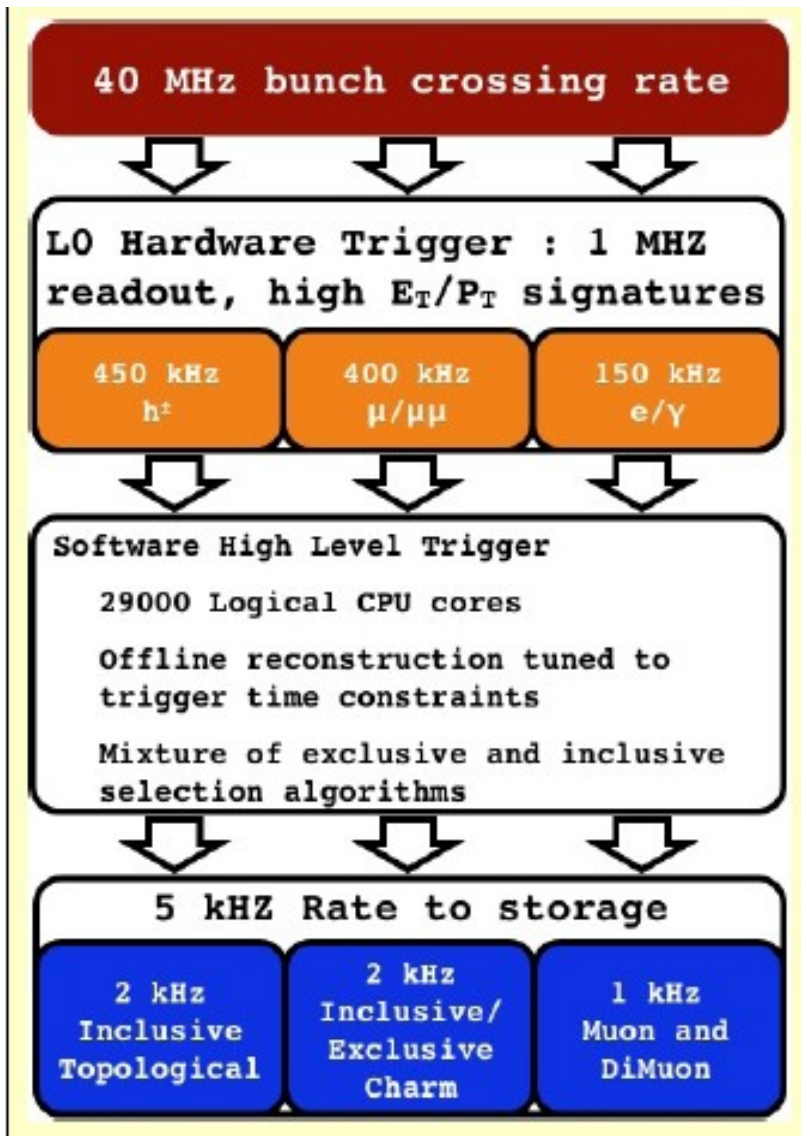 40 MHz bunch crossing rate
L0 Hardware Trigger : 1 MHZ
readout, high ET/PT signatures
450 kHz
h±
400 kHz
μ/μμ
150 kHz
e/γ
Software High Level Trigger
29000 Logical CPU cores
Offline reconstruction tuned to
trigger time constraints
Mixture of exclusive and inclusive
selection algorithms
5 kHZ Rate to storage
2 kHz
Inclusive
Topological
2 kHz
Inclusive/
Exclusive
Charm
1 kHz
Muon and
DiMuon